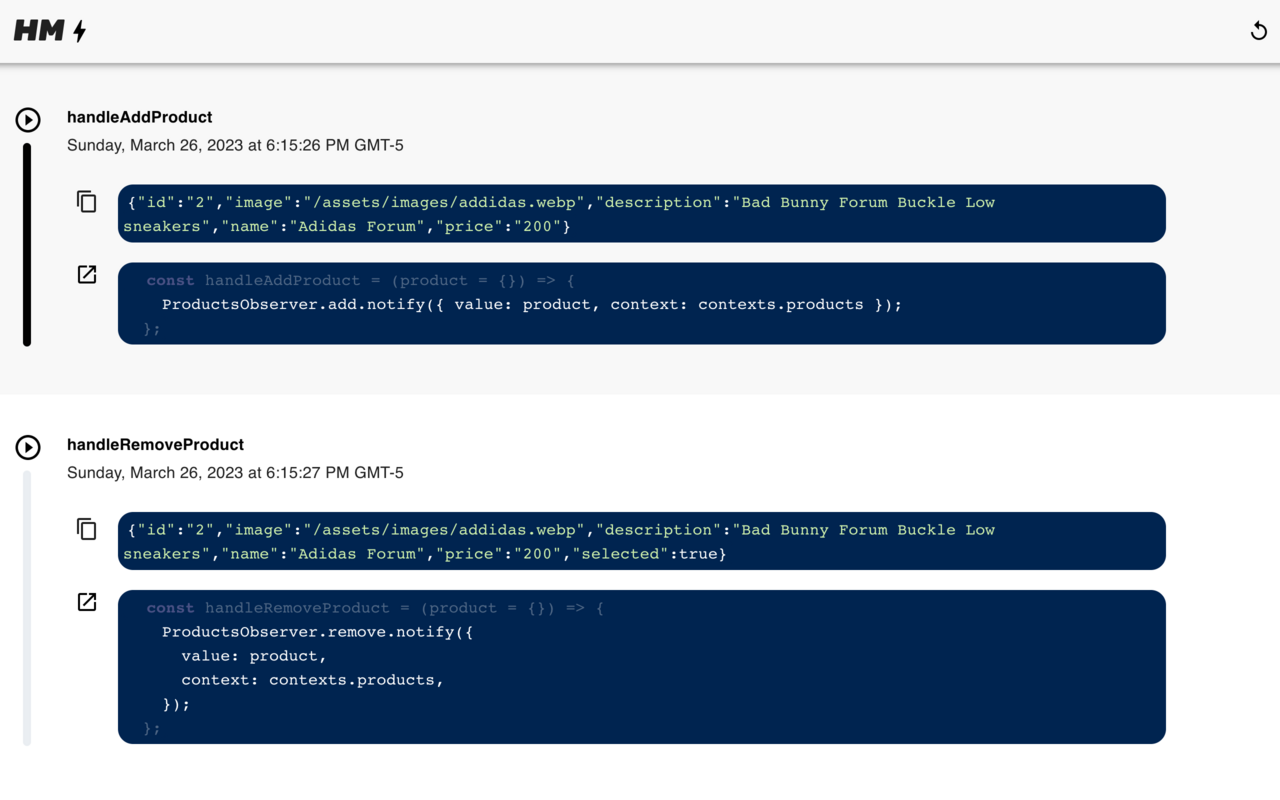 HM
handleAddProduct
Sunday, March 26, 2023 at 6:15:26 PM GMT-5
{"id":"2","image":"/assets/images/addidas.webp","description":"Bad Bunny Forum Buckle Low
sneakers","name":"Adidas Forum","price":"200"}
const handleAddProduct = (product = {}) => {
ProductsObserver.add.notify({ value: product, context: contexts.products });
};
handleRemoveProduct
Sunday, March 26, 2023 at 6:15:27 PM GMT-5
{"id":"2","image":"/assets/images/addidas.webp","description":"Bad Bunny Forum Buckle Low
sneakers","name":"Adidas Forum","price":"200","selected":true}
const handleRemoveProduct = (product = {}) => {
ProductsObserver.remove.notify({
value: product,
context: contexts.products,
});
};